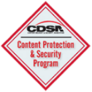 CDSA
Content Protection
& Security
Program